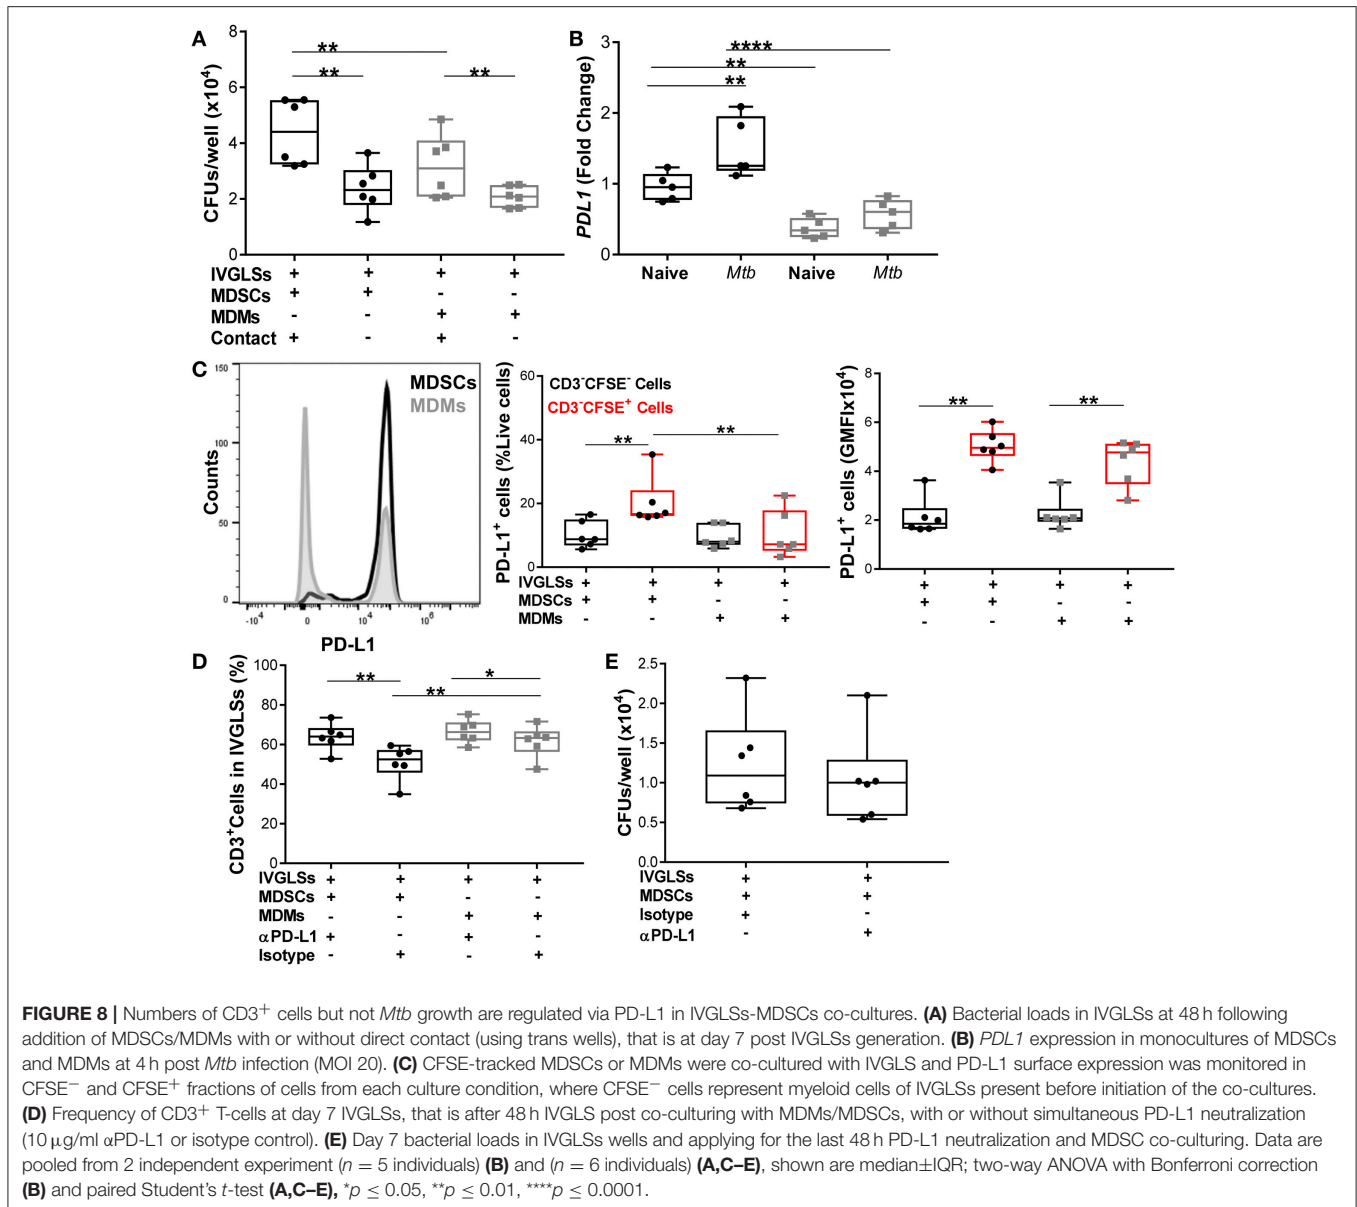 A
CFUs/well (x10⁴)
8
6
4
2
0
**
**
**
IVGLSs + + + +
MDSCs + + - -
MDMs - - + +
Contact + - + -
B
PDL1 (Fold Change)
3
2
1
0
****
**
**
Naive Mtb Naive Mtb
C
Counts
150
100
50
0
MDSCs
MDMs
-10⁴ 0 10⁴ 10⁶
PD-L1
PD-L1⁺ cells (%Live cells)
60
40
20
0
CD3⁻CFSE⁻ Cells
CD3⁻CFSE⁺ Cells
** **
IVGLSs + + + +
MDSCs + + - -
MDMs - - + +
PD-L1⁺ cells (GMFIx10⁴)
8
6
4
2
0
** **
+ + + +
+ + - -
- - + +
D
CD3⁺Cells in IVGLSs (%)
100
80
60
40
20
0
** *
**
IVGLSs + + + +
MDSCs + + - -
MDMs - - + +
αPD-L1 + - + -
Isotype - + - +
E
CFUs/well (x10⁴)
2.5
2.0
1.5
1.0
0.5
0.0
IVGLSs + +
MDSCs + +
Isotype + -
αPD-L1 - +
FIGURE 8 | Numbers of CD3⁺ cells but not Mtb growth are regulated via PD-L1 in IVGLSs-MDSCs co-cultures. (A) Bacterial loads in IVGLSs at 48 h following
addition of MDSCs/MDMs with or without direct contact (using trans wells), that is at day 7 post IVGLSs generation. (B) PDL1 expression in monocultures of MDSCs
and MDMs at 4 h post Mtb infection (MOI 20). (C) CFSE-tracked MDSCs or MDMs were co-cultured with IVGLS and PD-L1 surface expression was monitored in
CFSE⁻ and CFSE⁺ fractions of cells from each culture condition, where CFSE⁻ cells represent myeloid cells of IVGLSs present before initiation of the co-cultures.
(D) Frequency of CD3⁺ T-cells at day 7 IVGLSs, that is after 48 h IVGLS post co-culturing with MDMs/MDSCs, with or without simultaneous PD-L1 neutralization
(10 μg/ml αPD-L1 or isotype control). (E) Day 7 bacterial loads in IVGLSs wells and applying for the last 48 h PD-L1 neutralization and MDSC co-culturing. Data are
pooled from 2 independent experiment (n = 5 individuals) (B) and (n = 6 individuals) (A,C–E), shown are median±IQR; two-way ANOVA with Bonferroni correction
(B) and paired Student's t-test (A,C–E), *p ≤ 0.05, **p ≤ 0.01, ****p ≤ 0.0001.